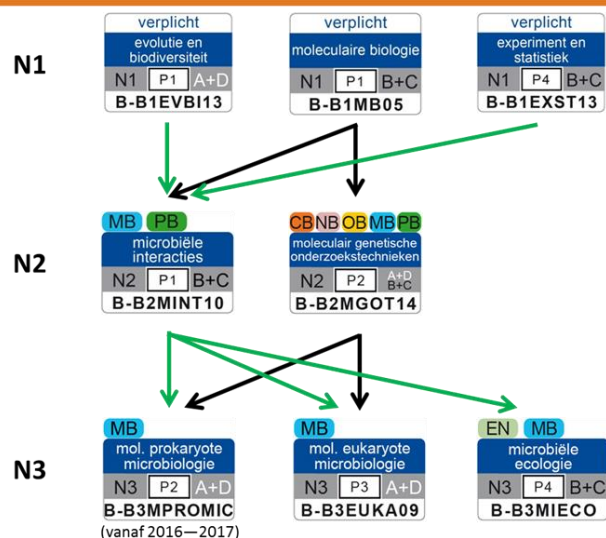 N1
verplicht
evolutie en
biodiversiteit
N1 P1 A+D
B-B1EVBI13
verplicht
moleculaire biologie
N1 P1 B+C
B-B1MB05
verplicht
experiment en
statistiek
N1 P4 B+C
B-B1EXST13
N2
MB PB
microbiële
interacties
N2 P1 B+C
B-B2MINT10
CB NB OB MB PB
moleculair genetische
onderzoekstechnieken
N2 P2 A+D
B+C
B-B2MGOT14
N3
MB
mol. prokaryote
microbiologie
N3 P2 A+D
B-B3MPROMIC
(vanaf 2016—2017)
MB
mol. eukaryote
microbiologie
N3 P3 A+D
B-B3EUKA09
EN MB
microbiële
ecologie
N3 P4 B+C
B-B3MIECO